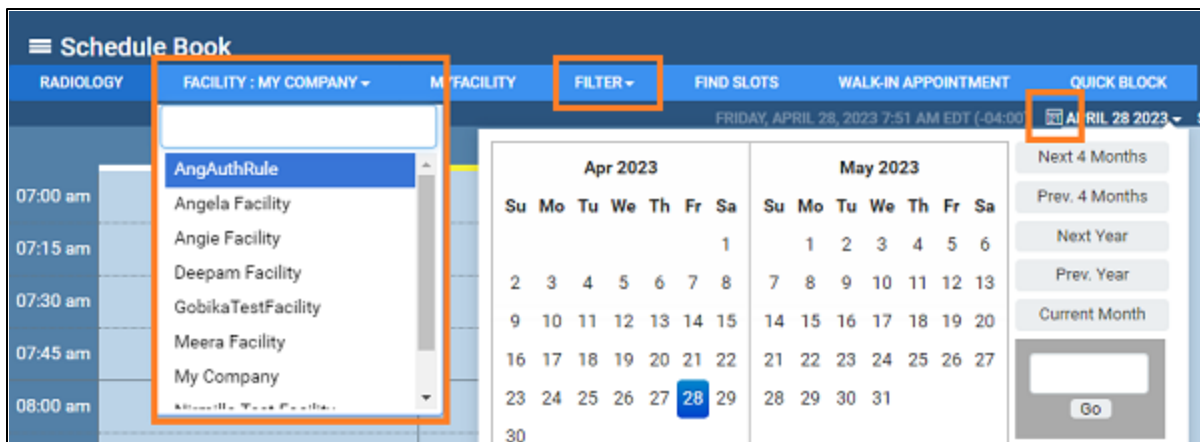 Schedule Book
RADIOLOGY FACILITY : MY COMPANY MYFACILITY FILTER FIND SLOTS WALK-IN APPOINTMENT QUICK BLOCK
FRIDAY, APRIL 28, 2023 7:51 AM EDT (-04:00) APRIL 28 2023
AngAuthRule
Angela Facility
Angie Facility
Deepam Facility
GobikaTestFacility
Meera Facility
My Company
07:00 am
07:15 am
07:30 am
07:45 am
08:00 am
Apr 2023
Su Mo Tu We Th Fr Sa
1
2 3 4 5 6 7 8
9 10 11 12 13 14 15
16 17 18 19 20 21 22
23 24 25 26 27 28 29
30
May 2023
Su Mo Tu We Th Fr Sa
1 2 3 4 5 6
7 8 9 10 11 12 13
14 15 16 17 18 19 20
21 22 23 24 25 26 27
28 29 30 31
Next 4 Months
Prev. 4 Months
Next Year
Prev. Year
Current Month
Go